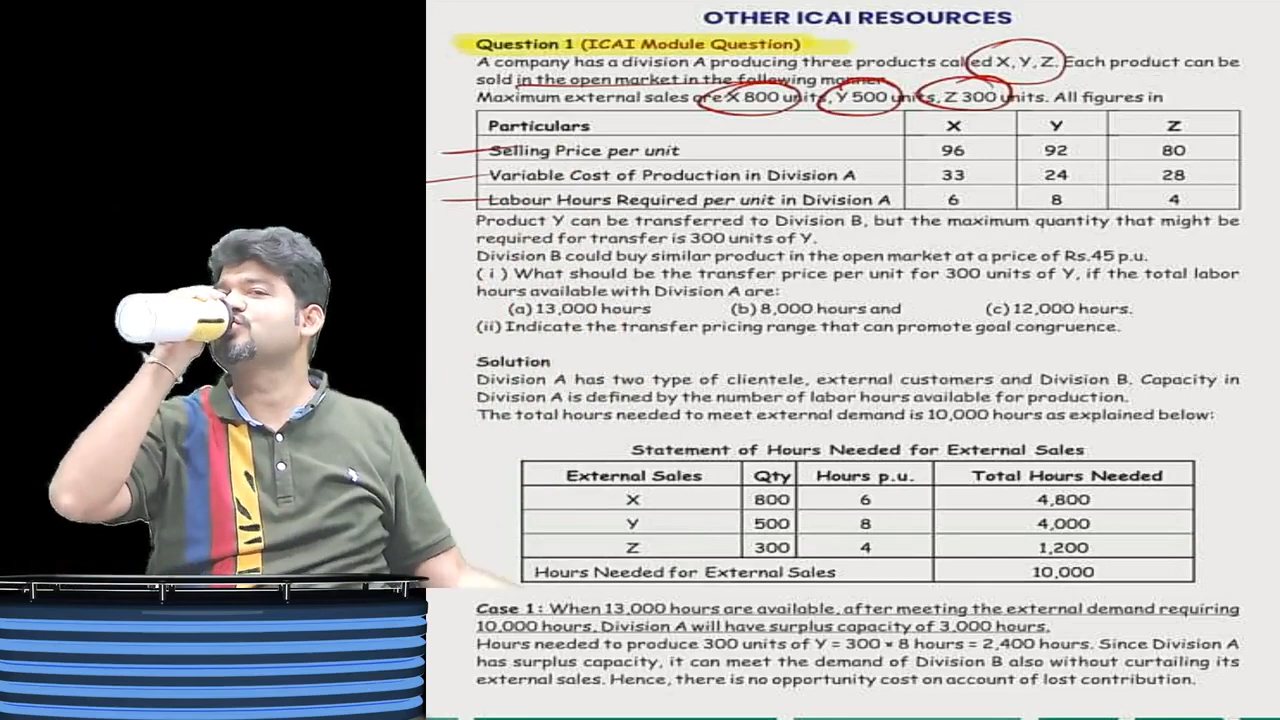 OTHER ICAI RESOURCES
Question 1 (ICAI Module Question)
A company has a division A producing three products called X, Y, Z. Each product can be
sold in the open market in the following manner
Maximum external sales are X 800 units, Y 500 units, Z 300 units. All figures in
Particulars X Y Z
Selling Price per unit 96 92 80
Variable Cost of Production in Division A 33 24 28
Labour Hours Required per unit in Division A 6 8 4
Product Y can be transferred to Division B, but the maximum quantity that might be
required for transfer is 300 units of Y.
Division B could buy similar product in the open market at a price of Rs.45 p.u.
( i ) What should be the transfer price per unit for 300 units of Y, if the total labor
hours available with Division A are:
(a) 13,000 hours (b) 8,000 hours and (c) 12,000 hours.
(ii) Indicate the transfer pricing range that can promote goal congruence.
Solution
Division A has two type of clientele, external customers and Division B. Capacity in
Division A is defined by the number of labor hours available for production.
The total hours needed to meet external demand is 10,000 hours as explained below:
Statement of Hours Needed for External Sales
External Sales Qty Hours p.u. Total Hours Needed
X 800 6 4,800
Y 500 8 4,000
Z 300 4 1,200
Hours Needed for External Sales 10,000
Case 1 : When 13,000 hours are available, after meeting the external demand requiring
10,000 hours, Division A will have surplus capacity of 3,000 hours.
Hours needed to produce 300 units of Y = 300 * 8 hours = 2,400 hours. Since Division A
has surplus capacity, it can meet the demand of Division B also without curtailing its
external sales. Hence, there is no opportunity cost on account of lost contribution.